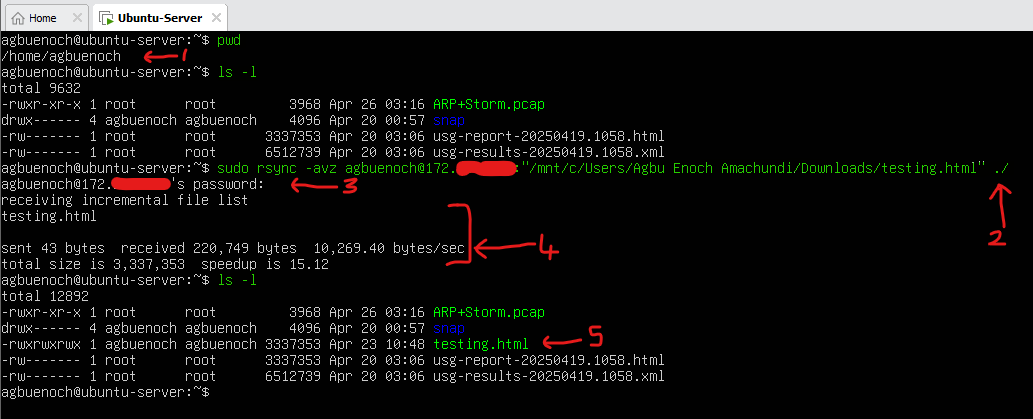 Home × Ubuntu-Server ×
agbuenoch@ubuntu-server:~$ pwd
/home/agbuenoch 1
agbuenoch@ubuntu-server:~$ ls -l
total 9632
-rwxr-xr-x 1 root root 3968 Apr 26 03:16 ARP+Storm.pcap
drwx------ 4 agbuenoch agbuenoch 4096 Apr 20 00:57 snap
-rw------- 1 root root 3337353 Apr 20 03:06 usg-report-20250419.1058.html
-rw------- 1 root root 6512739 Apr 20 03:06 usg-results-20250419.1058.xml
agbuenoch@ubuntu-server:~$ sudo rsync -avz agbuenoch@172. :"/mnt/c/Users/Agbu Enoch Amachundi/Downloads/testing.html" ./
agbuenoch@172. 's password: 3
receiving incremental file list
testing.html
2
sent 43 bytes received 220,749 bytes 10,269.40 bytes/sec 4
total size is 3,337,353 speedup is 15.12
agbuenoch@ubuntu-server:~$ ls -l
total 12892
-rwxr-xr-x 1 root root 3968 Apr 26 03:16 ARP+Storm.pcap
drwx------ 4 agbuenoch agbuenoch 4096 Apr 20 00:57 snap
-rwxrwxrwx 1 agbuenoch agbuenoch 3337353 Apr 23 10:48 testing.html 5
-rw------- 1 root root 3337353 Apr 20 03:06 usg-report-20250419.1058.html
-rw------- 1 root root 6512739 Apr 20 03:06 usg-results-20250419.1058.xml
agbuenoch@ubuntu-server:~$